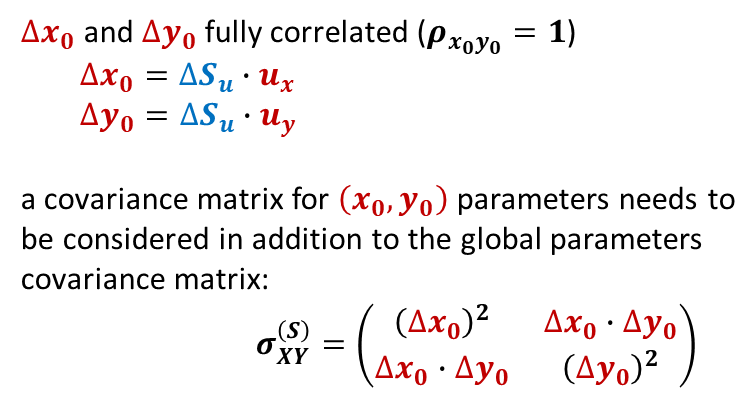 Δx₀ and Δy₀ fully correlated (ρ_{x₀y₀} = 1)
Δx₀ = ΔS_u · u_x
Δy₀ = ΔS_u · u_y
a covariance matrix for (x₀, y₀) parameters needs to
be considered in addition to the global parameters
covariance matrix:
σ_{XY}^{(S)} = ( (Δx₀)² Δx₀ · Δy₀
Δx₀ · Δy₀ (Δy₀)² )